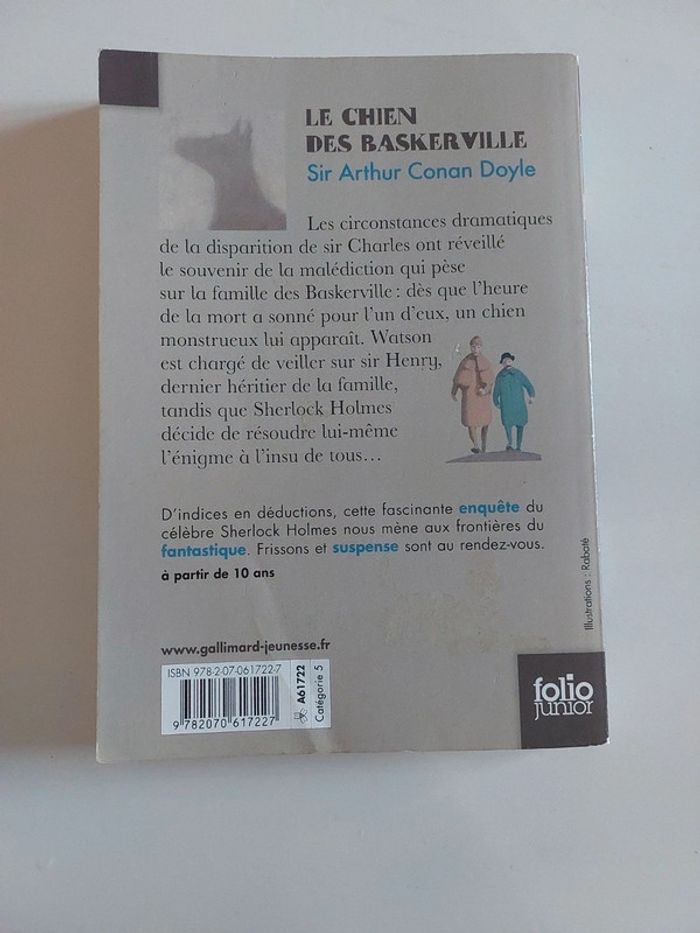 LE CHIEN
DES BASKERVILLE
Sir Arthur Conan Doyle
Les circonstances dramatiques
de la disparition de sir Charles ont réveillé
le souvenir de la malédiction qui pèse
sur la famille des Baskerville : dès que l'heure
de la mort a sonné pour l'un d'eux, un chien
monstrueux lui apparaît. Watson
est chargé de veiller sur sir Henry,
dernier héritier de la famille,
tandis que Sherlock Holmes
décide de résoudre lui-même
l'énigme à l'insu de tous...
D'indices en déductions, cette fascinante enquête du
célèbre Sherlock Holmes nous mène aux frontières du
fantastique. Frissons et suspense sont au rendez-vous.
à partir de 10 ans
Illustrations : Rabaté
www.gallimard-jeunesse.fr
ISBN 978-2-07-061722-7
9 782070 617227
A61722
Catégorie 5
folio
junior